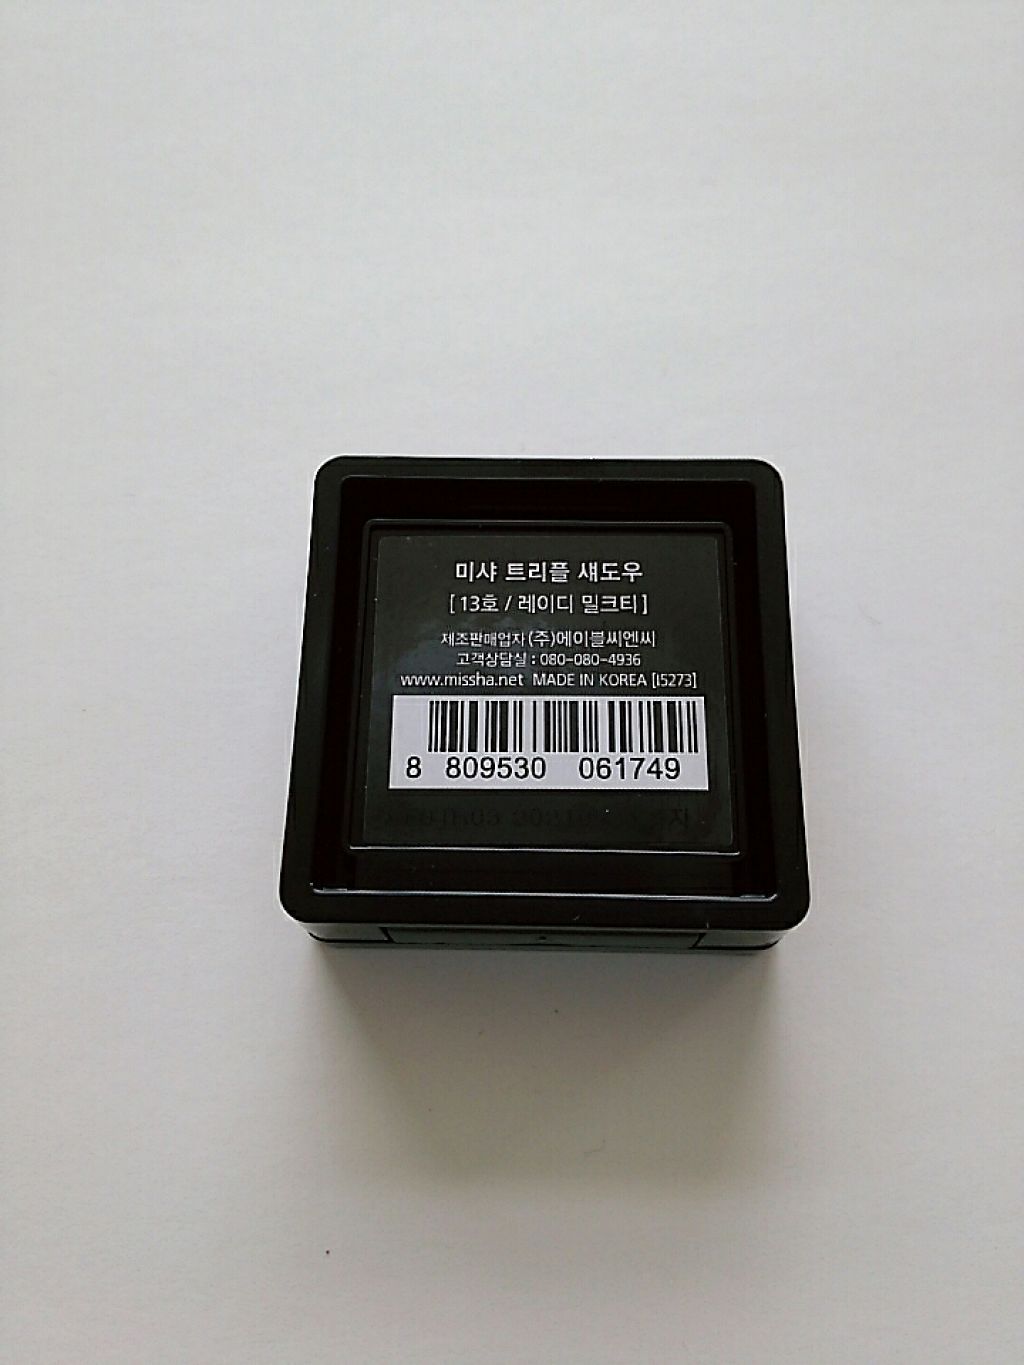 미샤 트리플 섀도우
[ 13호 / 레이디 밀크티 ]
제조판매업자 (주)에이블씨엔씨
고객상담실 : 080-080-4936
www.missha.net MADE IN KOREA [I5273]
8 809530 061749